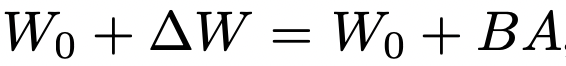 W₀ + ΔW = W₀ + BA,